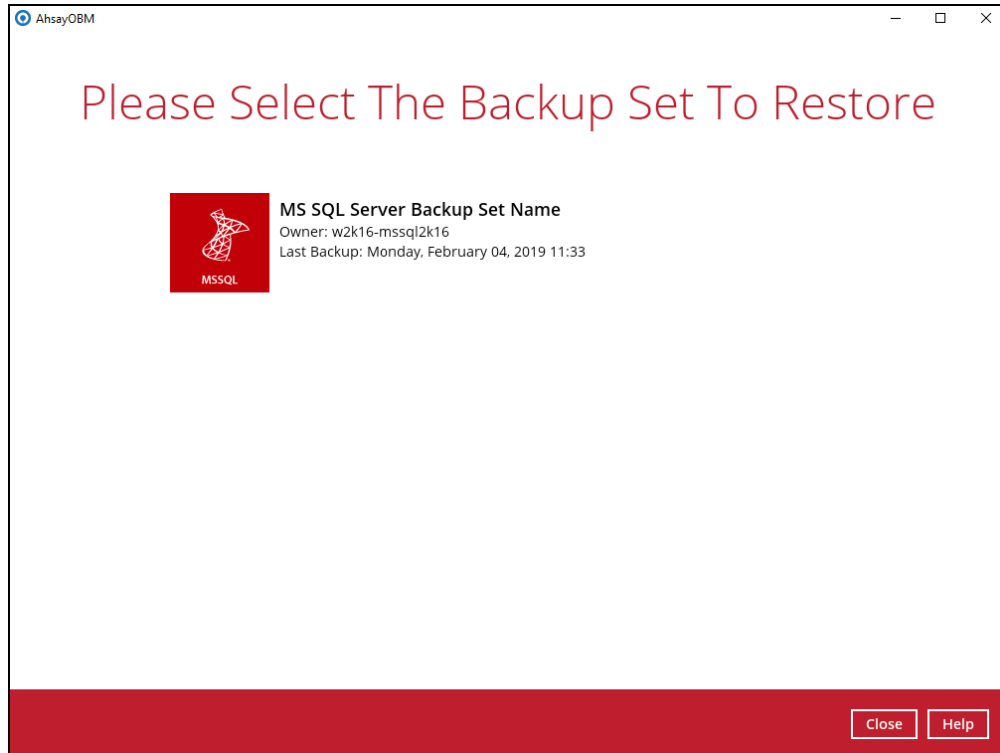 AhsayOBM
Please Select The Backup Set To Restore
MS SQL Server Backup Set Name
Owner: w2k16-mssql2k16
Last Backup: Monday, February 04, 2019 11:33
MSSQL
Close Help